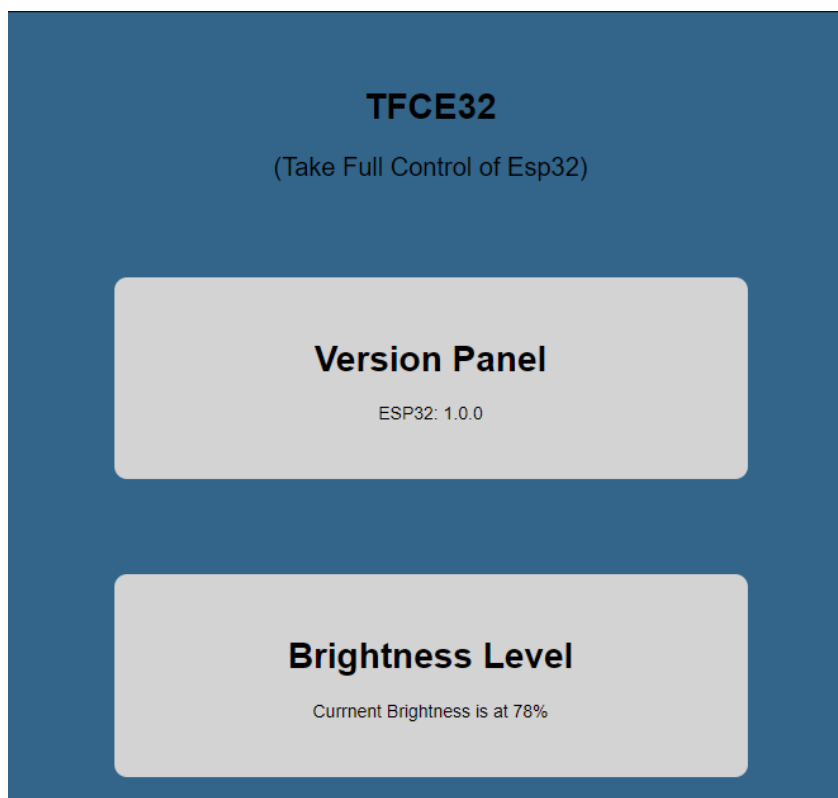 TFCE32
(Take Full Control of Esp32)
Version Panel
ESP32: 1.0.0
Brightness Level
Currnent Brightness is at 78%